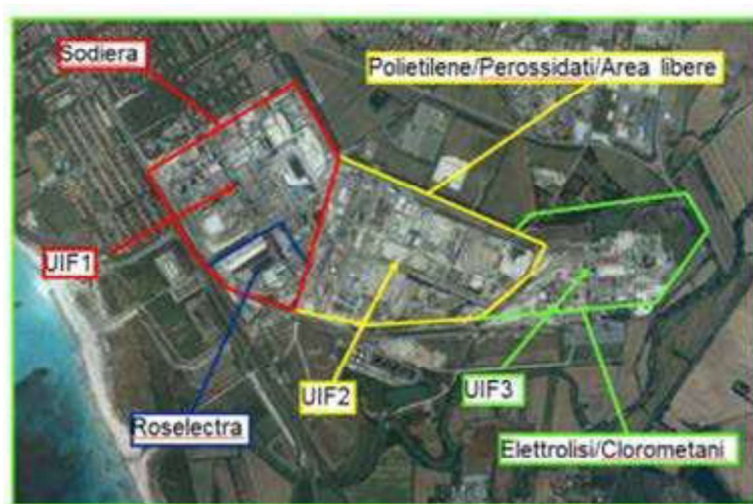 Sodiera
Polietilene/Perossidati/Area libere
UIF1
Roselectra
UIF2
UIF3
Elettrolisi/Clorometani